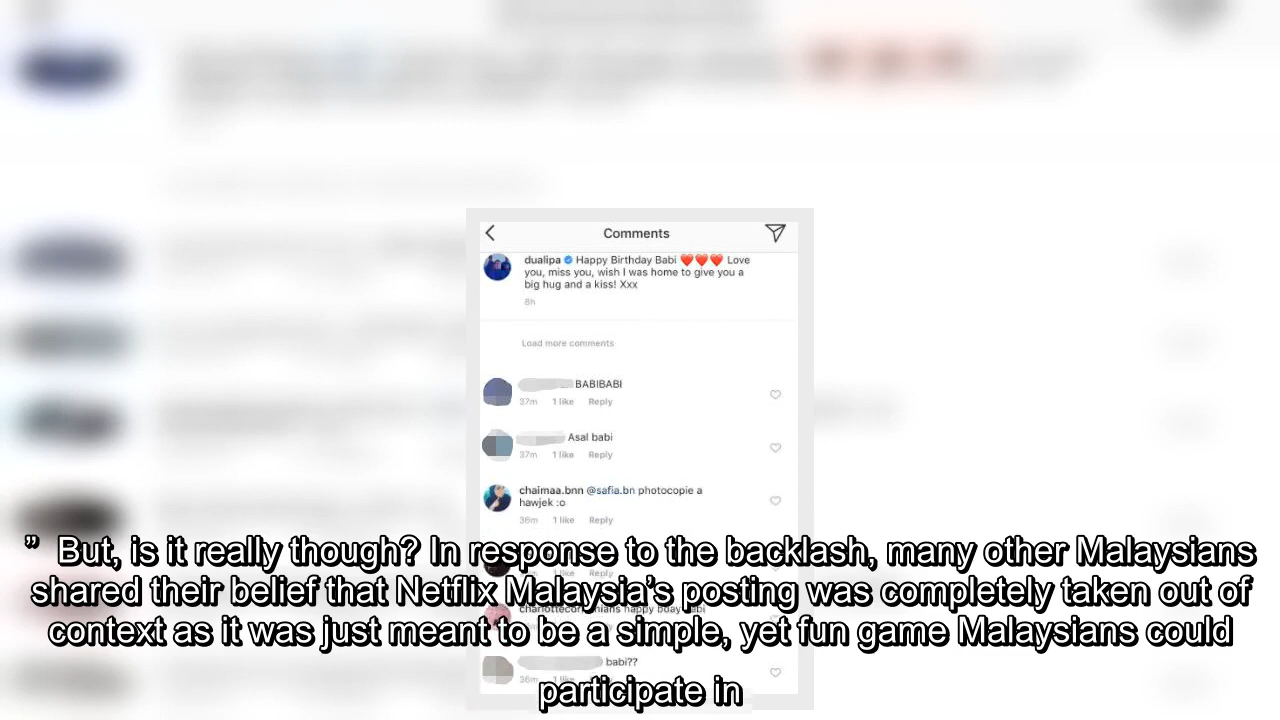 Comments
dualipa Happy Birthday Babi ❤️❤️❤️ Love
you, miss you, wish I was home to give you a
big hug and a kiss! Xxx
8h
Load more comments
BABIBABI
37m 1 like Reply
Asal babi
37m 1 like Reply
chaimaa.bnn @safia.bn photocopie a
hawjek :o
36m 1 like Reply
” But, is it really though? In response to the backlash, many other Malaysians
shared their belief that Netflix Malaysia’s posting was completely taken out of
context as it was just meant to be a simple, yet fun game Malaysians could
participate in
happy bday
babi??
36m